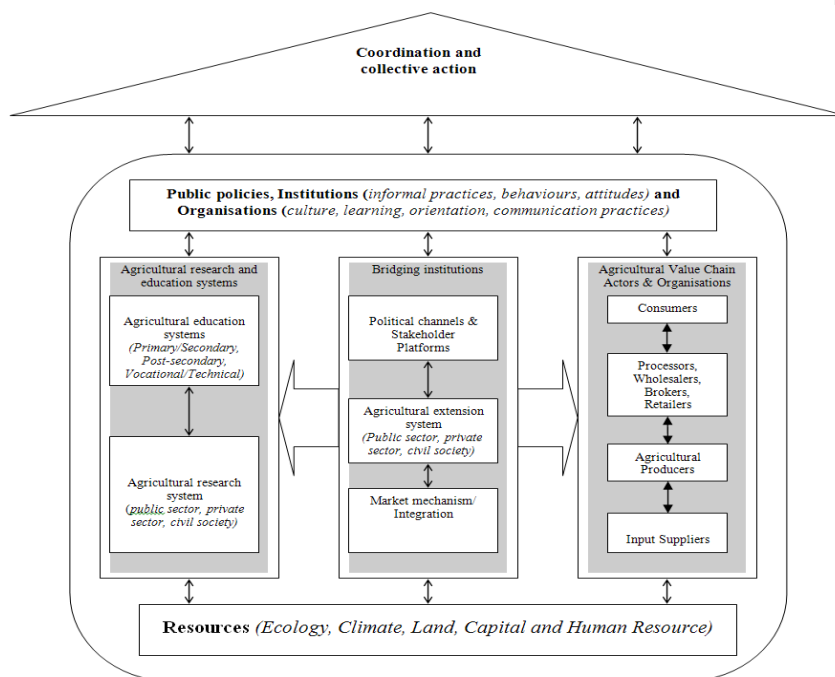 Coordination and
collective action
Public policies, Institutions (informal practices, behaviours, attitudes) and
Organisations (culture, learning, orientation, communication practices)
Agricultural research and
education systems
Agricultural education
systems
(Primary/Secondary,
Post-secondary,
Vocational/Technical)
Agricultural research
system
(public sector, private
sector, civil society)
Bridging institutions
Political channels &
Stakeholder
Platforms
Agricultural extension
system
(Public sector, private
sector, civil society)
Market mechanism/
Integration
Agricultural Value Chain
Actors & Organisations
Consumers
Processors,
Wholesalers,
Brokers,
Retailers
Agricultural
Producers
Input Suppliers
Resources (Ecology, Climate, Land, Capital and Human Resource)